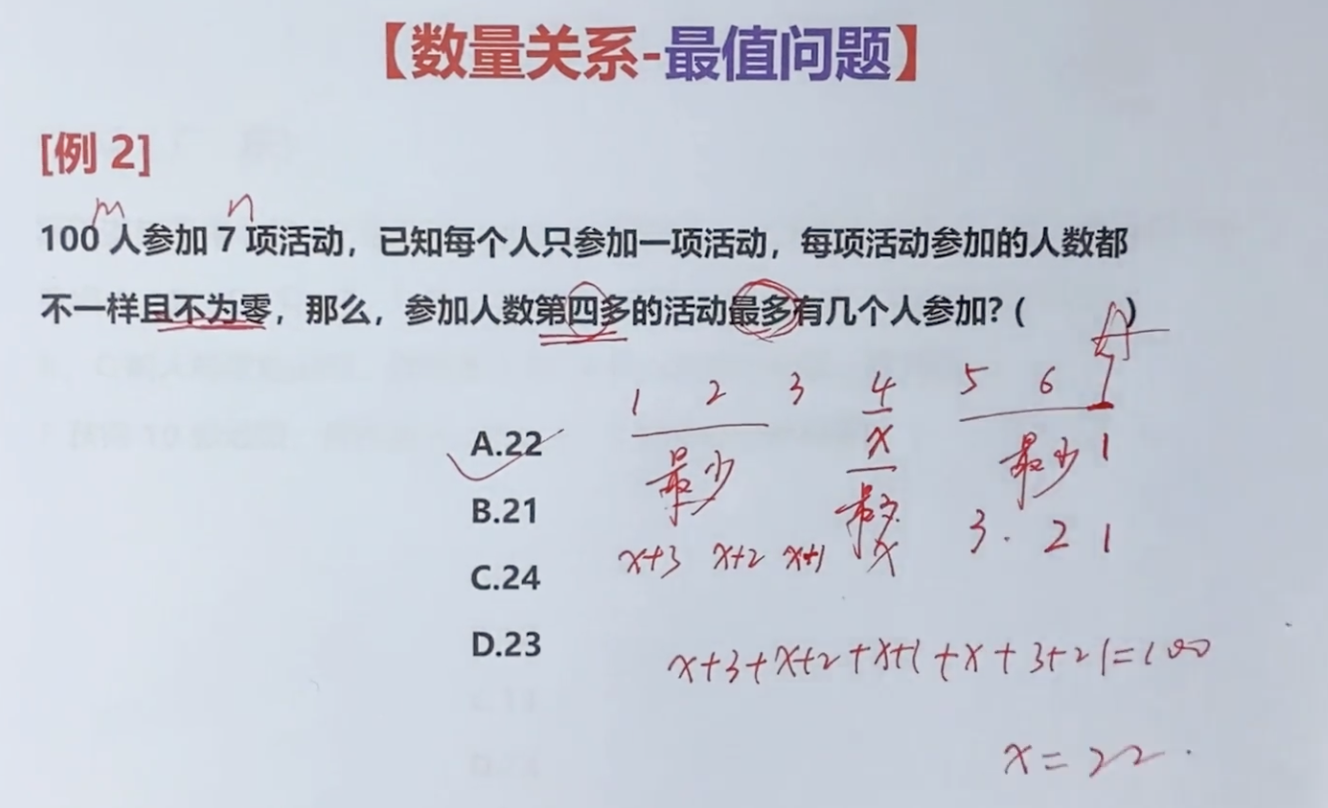 【数量关系-最值问题】
[例 2]
m n
100 人参加 7 项活动，已知每个人只参加一项活动，每项活动参加的人数都
不一样且不为零，那么，参加人数第四多的活动最多有几个人参加？( A )
1 2 3 4 5 6 7
A.22
x
最少 最多 最少 1
B.21
x+3 x+2 x+1 x 3. 2 1
C.24
D.23
x+3+x+2+x+1+x+3+2 1=100
x=22.